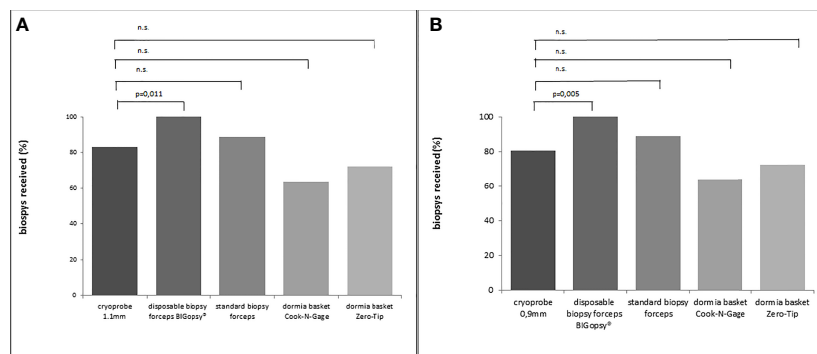 A
n.s.
n.s.
n.s.
p=0,011
100
80
60
40
20
0
biospys received (%)
cryoprobe
1.1mm
disposable biopsy
forceps BIGopsy®
standard biopsy
forceps
dormia basket
Cook-N-Gage
dormia basket
Zero-Tip
B
n.s.
n.s.
n.s.
p=0,005
100
80
60
40
20
0
biopsys received(%)
cryoprobe
0,9mm
disposable
biopsy forceps
BIGopsy®
standard biopsy
forceps
dormia basket
Cook-N-Gage
dormia basket
Zero-Tip